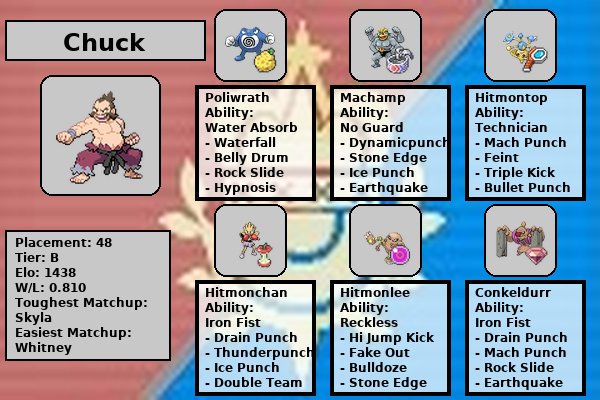 Chuck
Placement: 48
Tier: B
Elo: 1438
W/L: 0.810
Toughest Matchup:
Skyla
Easiest Matchup:
Whitney
Poliwrath
Ability:
Water Absorb
- Waterfall
- Belly Drum
- Rock Slide
- Hypnosis
Machamp
Ability:
No Guard
- Dynamicpunch
- Stone Edge
- Ice Punch
- Earthquake
Hitmontop
Ability:
Technician
- Mach Punch
- Feint
- Triple Kick
- Bullet Punch
Hitmonchan
Ability:
Iron Fist
- Drain Punch
- Thunderpunch
- Ice Punch
- Double Team
Hitmonlee
Ability:
Reckless
- Hi Jump Kick
- Fake Out
- Bulldoze
- Stone Edge
Conkeldurr
Ability:
Iron Fist
- Drain Punch
- Mach Punch
- Rock Slide
- Earthquake